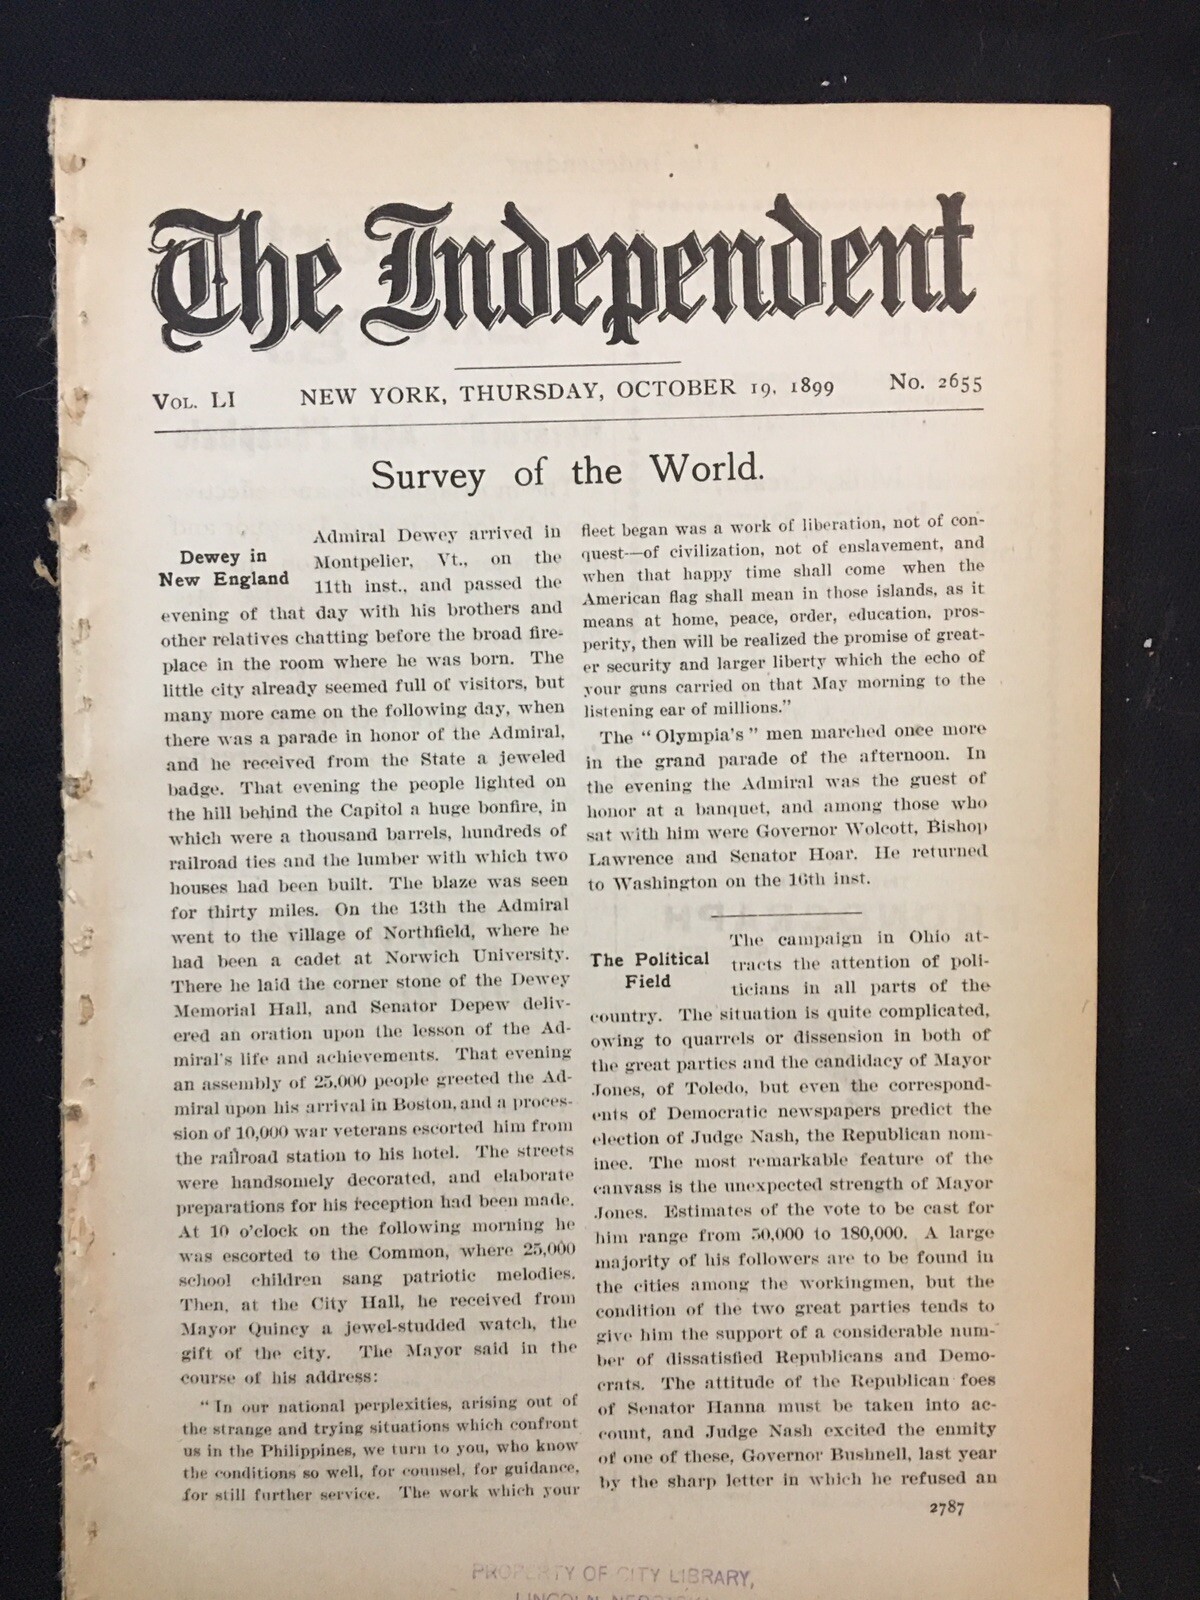 The Independent
VOL. LI NEW YORK, THURSDAY, OCTOBER 19, 1899 No. 2655
Survey of the World.
Dewey in
New England
Admiral Dewey arrived in
Montpelier, Vt., on the
11th inst., and passed the
evening of that day with his brothers and
other relatives chatting before the broad fire-
place in the room where he was born. The
little city already seemed full of visitors, but
many more came on the following day, when
there was a parade in honor of the Admiral,
and he received from the State a jeweled
badge. That evening the people lighted on
the hill behind the Capitol a huge bonfire, in
which were a thousand barrels, hundreds of
railroad ties and the lumber with which two
houses had been built. The blaze was seen
for thirty miles. On the 13th the Admiral
went to the village of Northfield, where he
had been a cadet at Norwich University.
There he laid the corner stone of the Dewey
Memorial Hall, and Senator Depew deliv-
ered an oration upon the lesson of the Ad-
miral's life and achievements. That evening
an assembly of 25,000 people greeted the Ad-
miral upon his arrival in Boston, and a proces-
sion of 10,000 war veterans escorted him from
the railroad station to his hotel. The streets
were handsomely decorated, and elaborate
preparations for his reception had been made.
At 10 o'clock on the following morning he
was escorted to the Common, where 25,000
school children sang patriotic melodies.
Then, at the City Hall, he received from
Mayor Quincy a jewel-studded watch, the
gift of the city. The Mayor said in the
course of his address:
"In our national perplexities, arising out of
the strange and trying situations which confront
us in the Philippines, we turn to you, who know
the conditions so well, for counsel, for guidance,
for still further service. The work which your
fleet began was a work of liberation, not of con-
quest—of civilization, not of enslavement, and
when that happy time shall come when the
American flag shall mean in those islands, as it
means at home, peace, order, education, pros-
perity, then will be realized the promise of great-
er security and larger liberty which the echo of
your guns carried on that May morning to the
listening ear of millions."
The "Olympia's" men marched once more
in the grand parade of the afternoon. In
the evening the Admiral was the guest of
honor at a banquet, and among those who
sat with him were Governor Wolcott, Bishop
Lawrence and Senator Hoar. He returned
to Washington on the 16th inst.
The Political
Field
The campaign in Ohio at-
tracts the attention of poli-
ticians in all parts of the
country. The situation is quite complicated,
owing to quarrels or dissension in both of
the great parties and the candidacy of Mayor
Jones, of Toledo, but even the correspond-
ents of Democratic newspapers predict the
election of Judge Nash, the Republican nom-
inee. The most remarkable feature of the
canvass is the unexpected strength of Mayor
Jones. Estimates of the vote to be cast for
him range from 50,000 to 180,000. A large
majority of his followers are to be found in
the cities among the workingmen, but the
condition of the two great parties tends to
give him the support of a considerable num-
ber of dissatisfied Republicans and Demo-
crats. The attitude of the Republican foes
of Senator Hanna must be taken into ac-
count, and Judge Nash excited the enmity
of one of these, Governor Bushnell, last year
by the sharp letter in which he refused an
2787
PROPERTY OF CITY LIBRARY,
LINCOLN, NEBRASKA